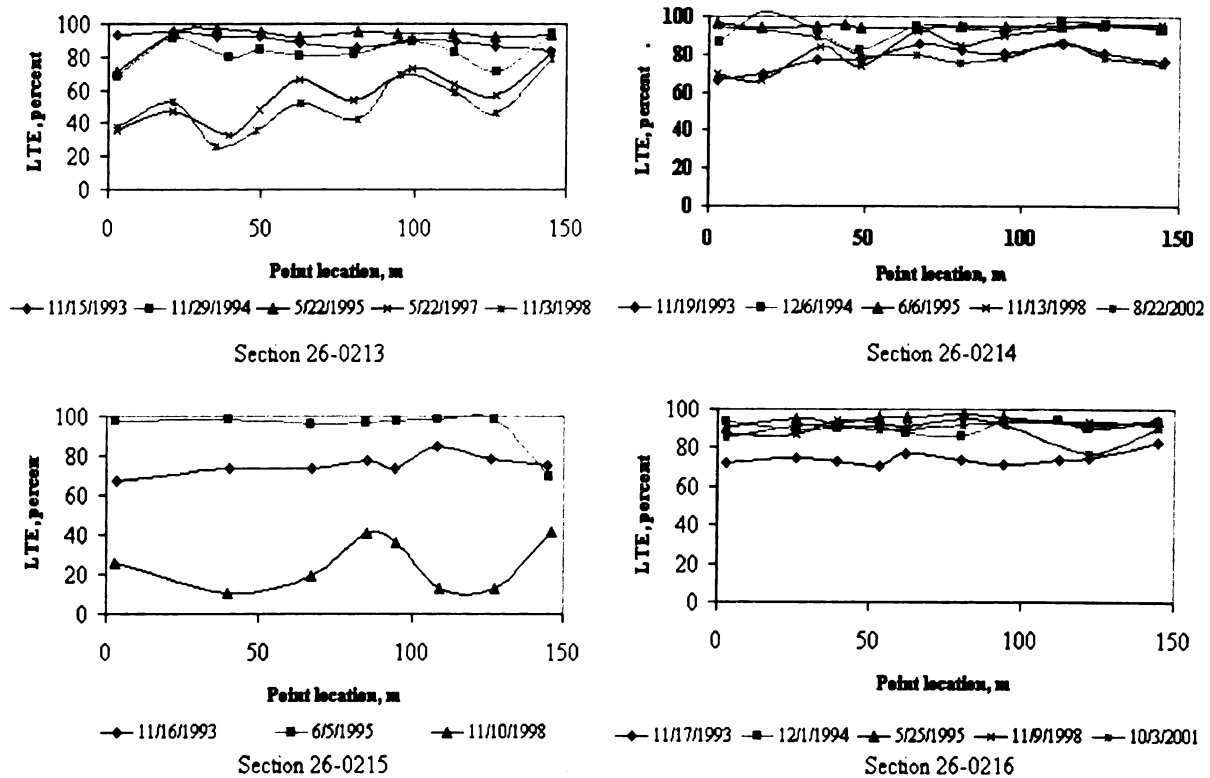 100
80
60
40
20
0
LTE, percent
0 50 100 150
Point location, m
11/15/1993 11/29/1994 5/22/1995 5/22/1997 11/3/1998
Section 26-0213
100
80
60
40
20
0
LTE, percent
0 50 100 150
Point location, m
11/19/1993 12/6/1994 6/6/1995 11/13/1998 8/22/2002
Section 26-0214
100
80
60
40
20
0
LTE, percen
0 50 100 150
Point location, m
11/16/1993 6/5/1995 11/10/1998
Section 26-0215
100
80
60
40
20
0
LTE, percent
0 50 100 150
Point location, m
11/17/1993 12/1/1994 5/25/1995 11/9/1998 10/3/2001
Section 26-0216